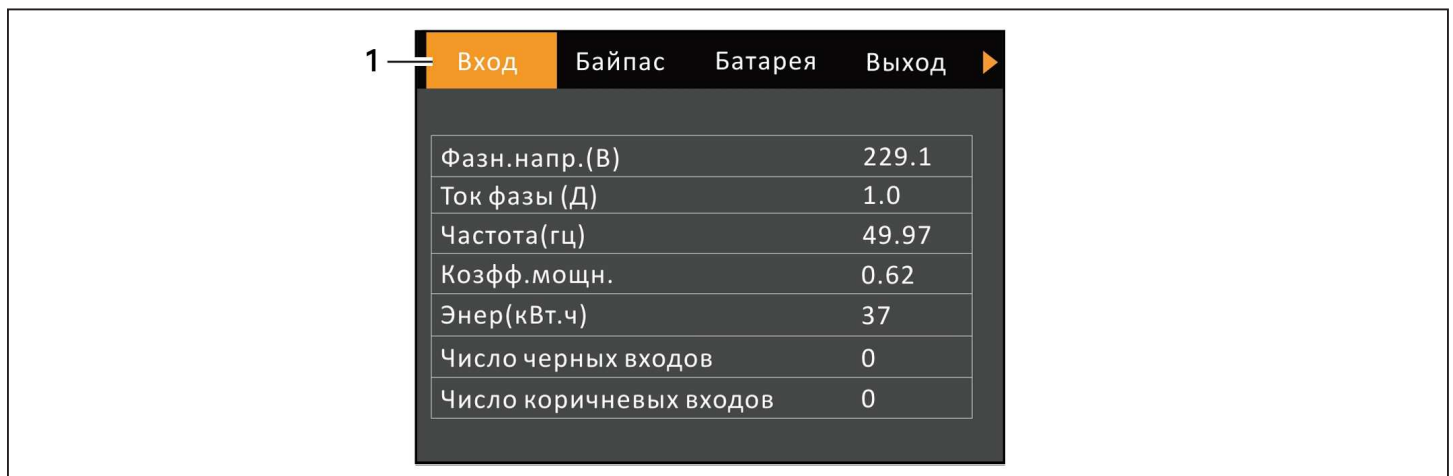 1 Вход Байпас Батарея Выход
Фазн.напр.(В) 229.1
Ток фазы (Д) 1.0
Частота(гц) 49.97
Козфф.мощн. 0.62
Энер(кВт.ч) 37
Число черных входов 0
Число коричневых входов 0